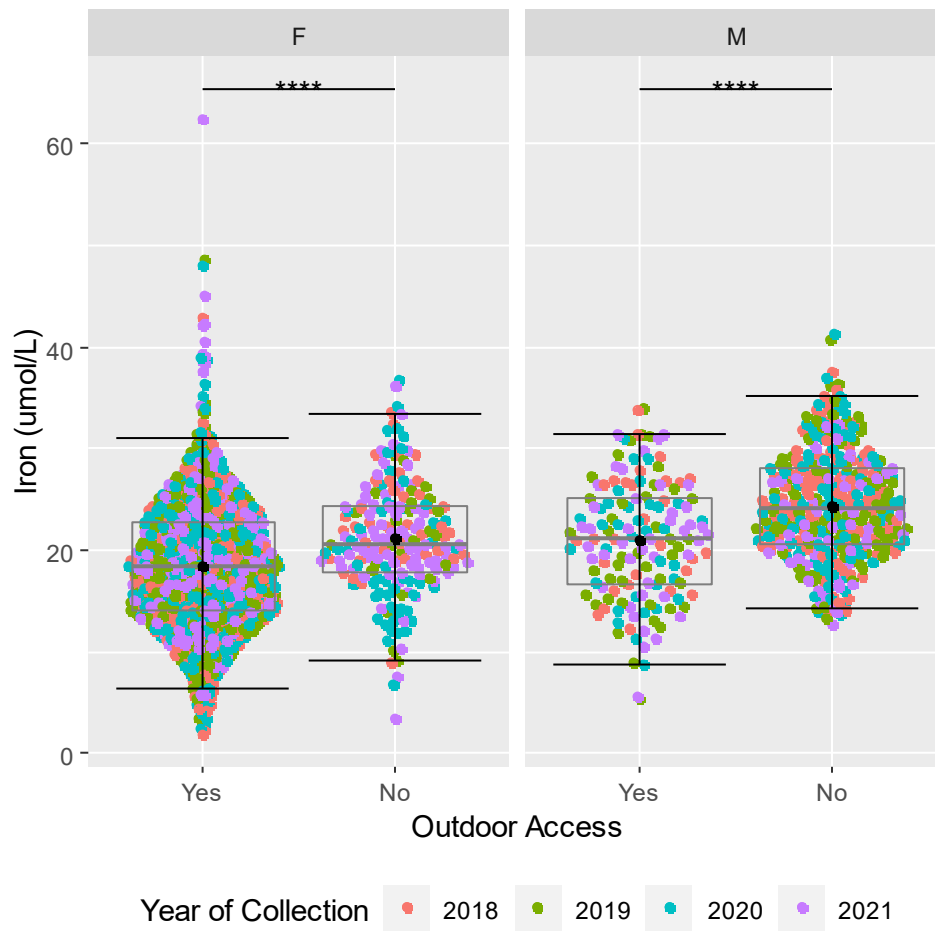 F M
**** ****
Iron (umol/L)
60
40
20
0
Yes No Yes No
Outdoor Access
Year of Collection 2018 2019 2020 2021